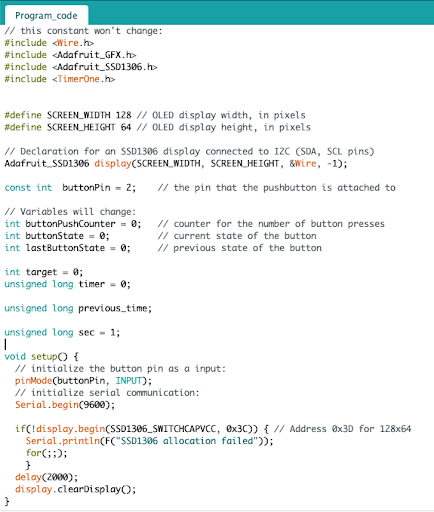 Program_code
// this constant won't change:
#include <Wire.h>
#include <Adafruit_GFX.h>
#include <Adafruit_SSD1306.h>
#include <TimerOne.h>
#define SCREEN_WIDTH 128 // OLED display width, in pixels
#define SCREEN_HEIGHT 64 // OLED display height, in pixels
// Declaration for an SSD1306 display connected to I2C (SDA, SCL pins)
Adafruit_SSD1306 display(SCREEN_WIDTH, SCREEN_HEIGHT, &Wire, -1);
const int  buttonPin = 2;    // the pin that the pushbutton is attached to
// Variables will change:
int buttonPushCounter = 0;   // counter for the number of button presses
int buttonState = 0;         // current state of the button
int lastButtonState = 0;     // previous state of the button
int target = 0;
unsigned long timer = 0;
unsigned long previous_time;
unsigned long sec = 1;
void setup() {
  // initialize the button pin as a input:
  pinMode(buttonPin, INPUT);
  // initialize serial communication:
  Serial.begin(9600);
  if(!display.begin(SSD1306_SWITCHCAPVCC, 0x3C)) { // Address 0x3D for 128x64
    Serial.println(F("SSD1306 allocation failed"));
    for(;;);
    }
  delay(2000);
  display.clearDisplay();
}